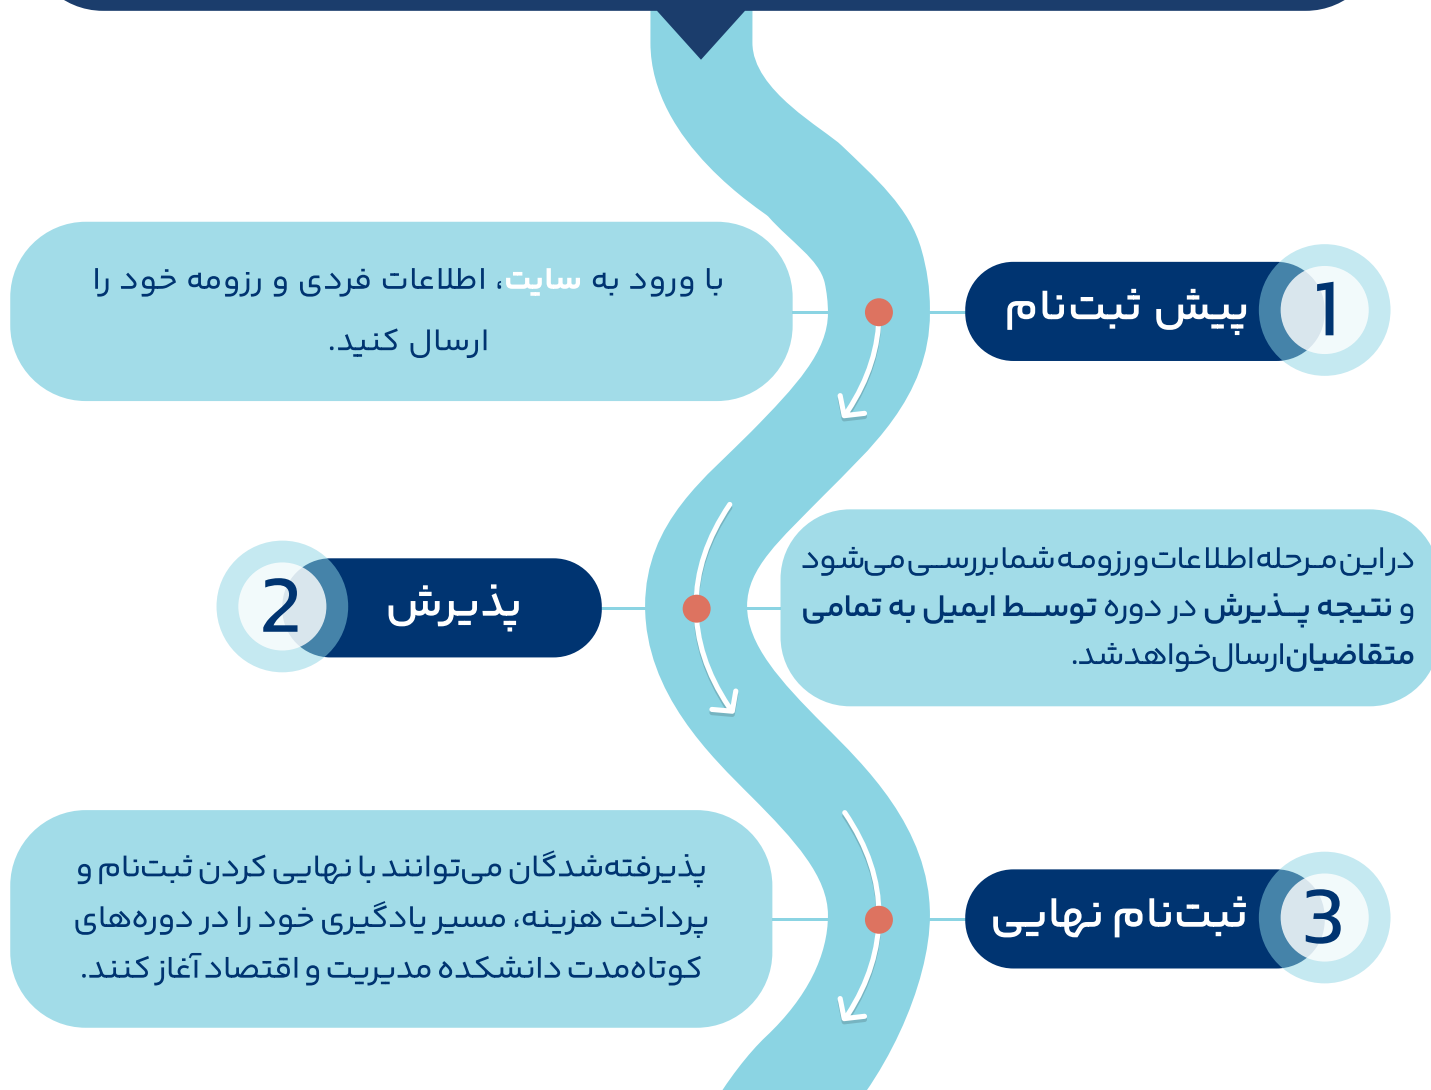 1
پیش ثبت‌نام
با ورود به سایت، اطلاعات فردی و رزومه خود را
ارسال کنید.
2
پذیرش
در این مرحله اطلاعات و رزومه شما بررسی می‌شود
و نتیجه پذیرش در دوره توسط ایمیل به تمامی
متقاضیان ارسال خواهد شد.
3
ثبت‌نام نهایی
پذیرفته‌شدگان می‌توانند با نهایی کردن ثبت‌نام و
پرداخت هزینه، مسیر یادگیری خود را در دوره‌های
کوتاه‌مدت دانشکده مدیریت و اقتصاد آغاز کنند.